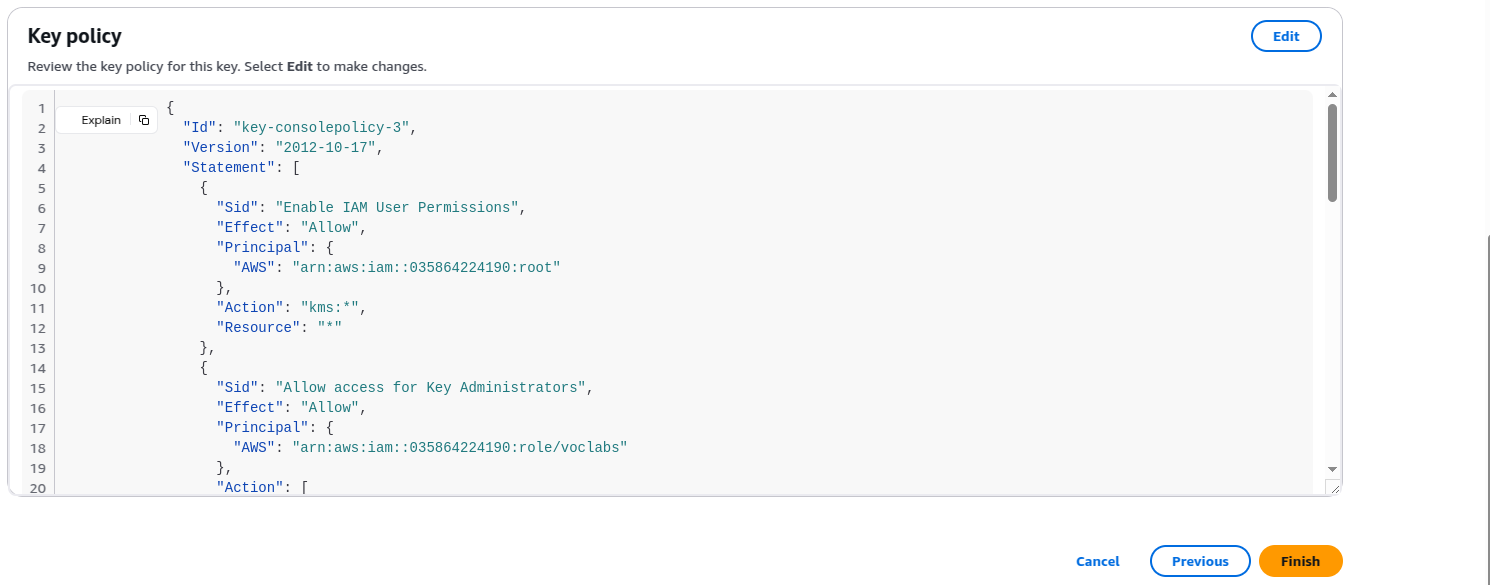 Key policy
Edit
Review the key policy for this key. Select Edit to make changes.
Explain
1 {
2 "Id": "key-consolepolicy-3",
3 "Version": "2012-10-17",
4 "Statement": [
5 {
6 "Sid": "Enable IAM User Permissions",
7 "Effect": "Allow",
8 "Principal": {
9 "AWS": "arn:aws:iam::035864224190:root"
10 },
11 "Action": "kms:*",
12 "Resource": "*"
13 },
14 {
15 "Sid": "Allow access for Key Administrators",
16 "Effect": "Allow",
17 "Principal": {
18 "AWS": "arn:aws:iam::035864224190:role/voclabs"
19 },
20 "Action": [
Cancel
Previous
Finish